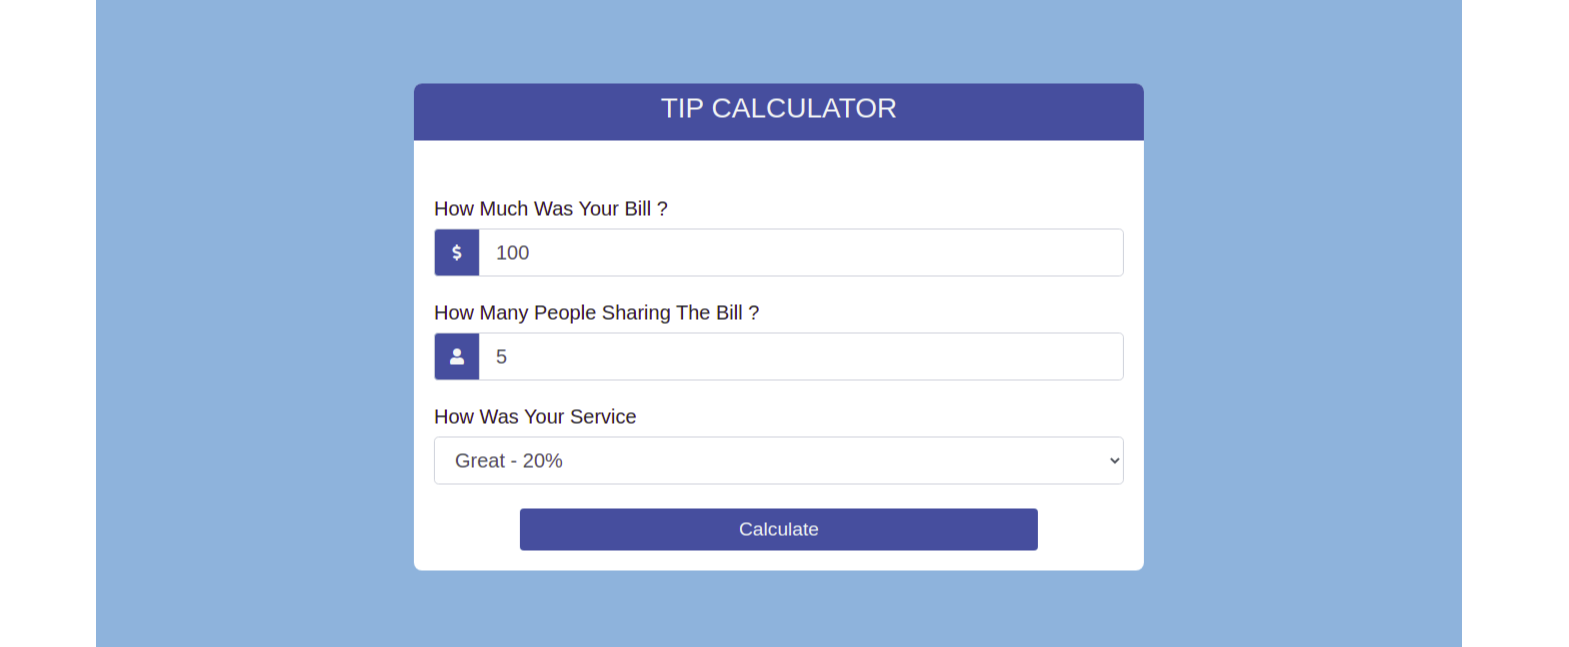 TIP CALCULATOR
How Much Was Your Bill ?
$ 100
How Many People Sharing The Bill ?
5
How Was Your Service
Great - 20%
Calculate